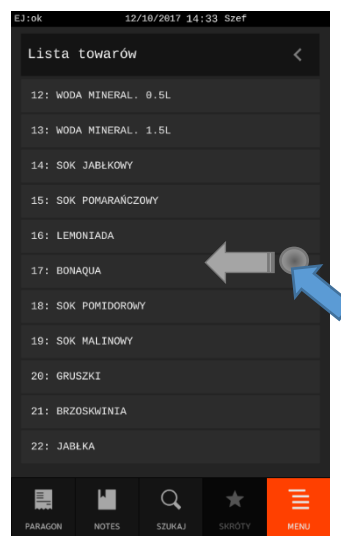 EJ:ok 12/10/2017 14:33 Szef
Lista towarów
12: WODA MINERAL. 0.5L
13: WODA MINERAL. 1.5L
14: SOK JABŁKOWY
15: SOK POMARAŃCZOWY
16: LEMONIADA
17: BONAQUA
18: SOK POMIDOROWY
19: SOK MALINOWY
20: GRUSZKI
21: BRZOSKWINIA
22: JABŁKA
PARAGON NOTES SZUKAJ SKRÓTY MENU